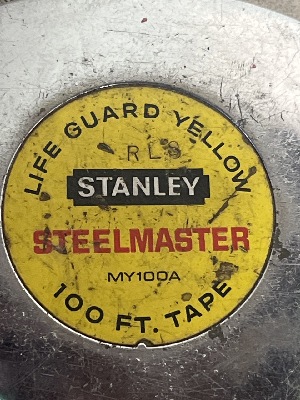 LIFE GUARD YELLOW
RLS
STANLEY
STEELMASTER
MY100A
100 FT. TAPE